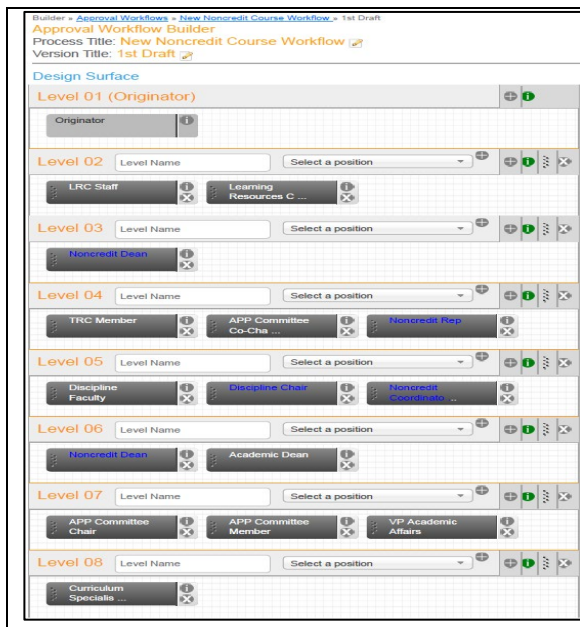 Builder » Approval Workflows » New Noncredit Course Workflow » 1st Draft
Approval Workflow Builder
Process Title: New Noncredit Course Workflow
Version Title: 1st Draft
Design Surface
Level 01 (Originator)
Originator
Level 02 Level Name Select a position
LRC Staff Learning
Resources C ...
Level 03 Level Name Select a position
Noncredit Dean
Level 04 Level Name Select a position
TRC Member APP Committee Noncredit Rep
Co-Cha ...
Level 05 Level Name Select a position
Discipline Discipline Chair Noncredit
Faculty Coordinato ..
Level 06 Level Name Select a position
Noncredit Dean Academic Dean
Level 07 Level Name Select a position
APP Committee APP Committee VP Academic
Chair Member Affairs
Level 08 Level Name Select a position
Curriculum
Specialis ...